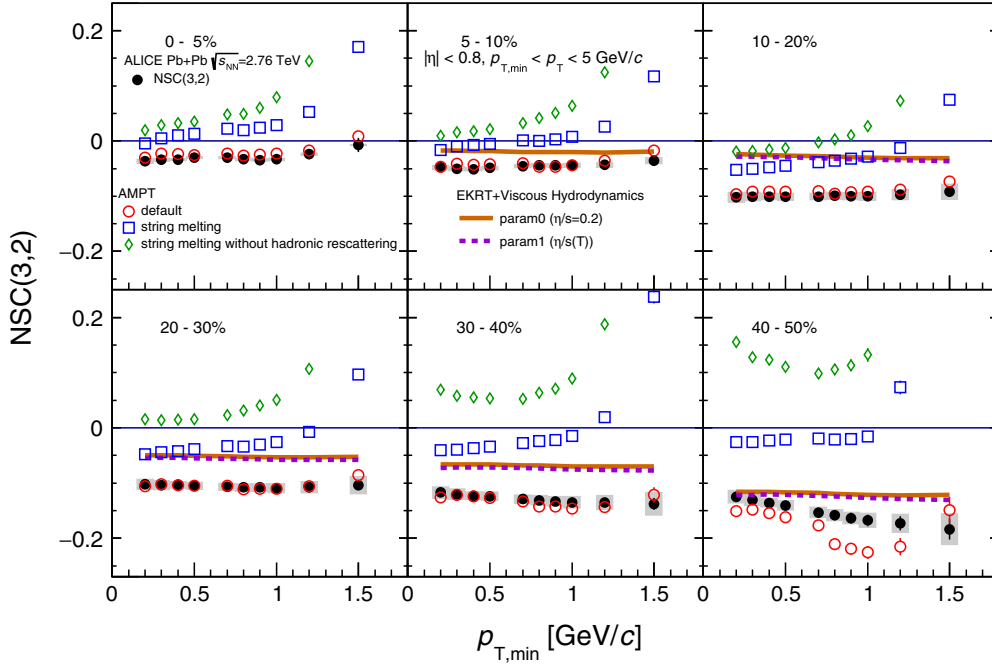 0 - 5%
ALICE Pb+Pb √s_NN=2.76 TeV
NSC(3,2)
AMPT
default
string melting
string melting without hadronic rescattering
5 - 10%
|η| < 0.8, p_T,min < p_T < 5 GeV/c
EKRT+Viscous Hydrodynamics
param0 (η/s=0.2)
param1 (η/s(T))
10 - 20%
0.2
0
−0.2
20 - 30%
30 - 40%
40 - 50%
0.2
0
−0.2
0 0.5 1 1.5
0 0.5 1 1.5
0 0.5 1 1.5
NSC(3,2)
p_T,min [GeV/c]